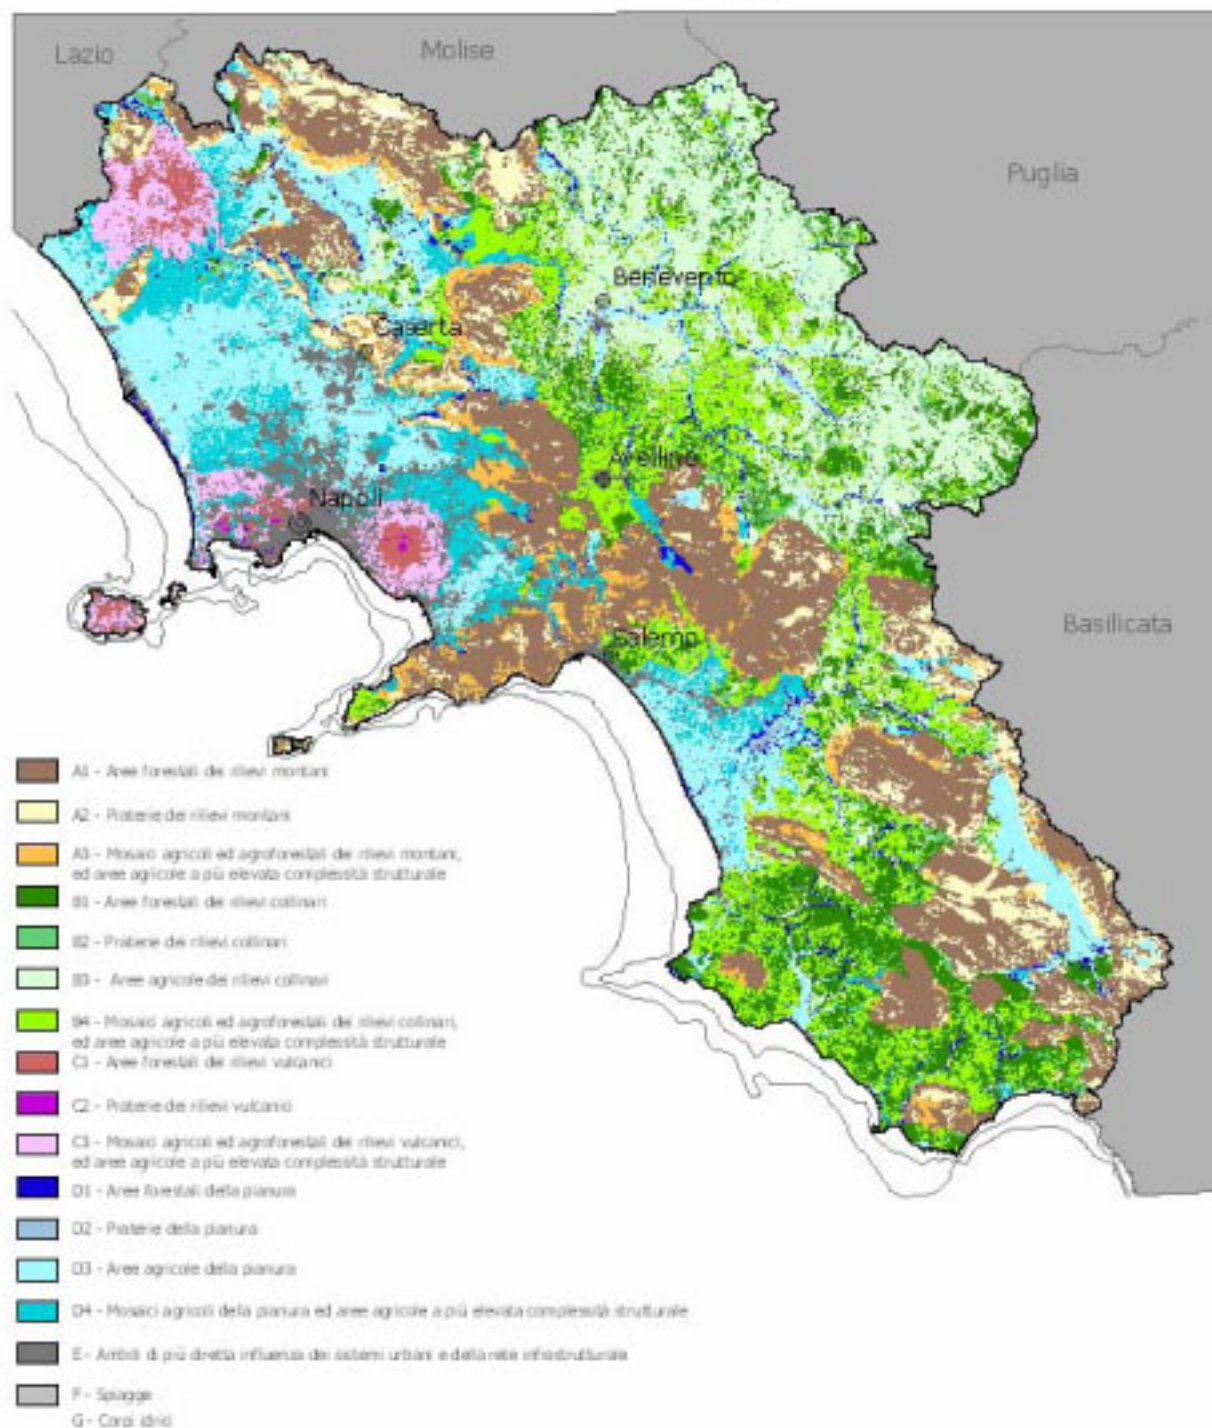 Lazio
Molise
Puglia
Benevento
Caserta
Avellino
Napoli
Salerno
Basilicata
A1 - Aree forestali dei rilievi montani
A2 - Praterie dei rilievi montani
A3 - Mosaici agricoli ed agroforestali dei rilievi montani,
ed aree agricole a più elevata complessità strutturale
B1 - Aree forestali dei rilievi collinari
B2 - Praterie dei rilievi collinari
B3 - Aree agricole dei rilievi collinari
B4 - Mosaici agricoli ed agroforestali dei rilievi collinari,
ed aree agricole a più elevata complessità strutturale
C1 - Aree forestali dei rilievi vulcanici
C2 - Praterie dei rilievi vulcanici
C3 - Mosaici agricoli ed agroforestali dei rilievi vulcanici,
ed aree agricole a più elevata complessità strutturale
D1 - Aree forestali della pianura
D2 - Praterie della pianura
D3 - Aree agricole della pianura
D4 - Mosaici agricoli della pianura ed aree agricole a più elevata complessità strutturale
E - Ambiti di più diretta influenza dei sistemi urbani e della rete infrastrutturale
F - Spiagge
G - Corpi idrici